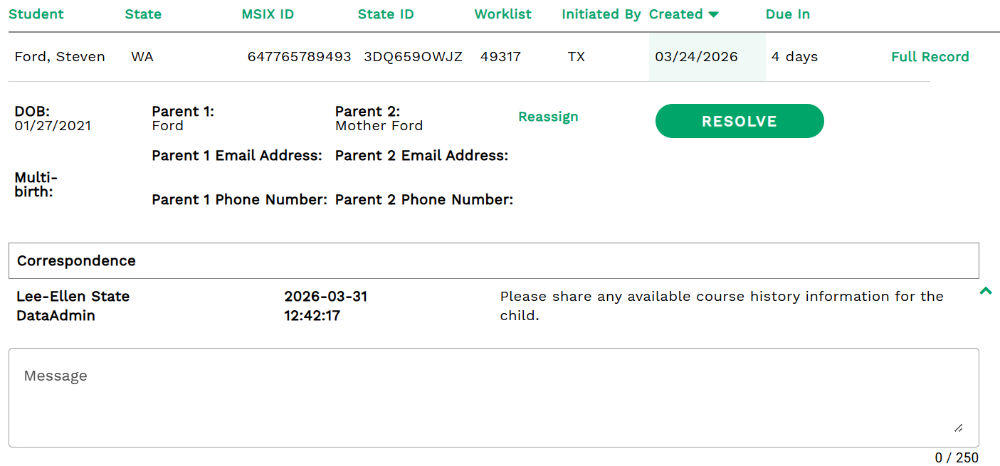 Student State MSIX ID State ID Worklist Initiated By Created Due In
Ford, Steven WA 647765789493 3DQ659OWJZ 49317 TX 03/24/2026 4 days Full Record
DOB: Parent 1: Parent 2: Reassign RESOLVE
01/27/2021 Ford Mother Ford
Parent 1 Email Address: Parent 2 Email Address:
Multi-
birth:
Parent 1 Phone Number: Parent 2 Phone Number:
Correspondence
Lee-Ellen State 2026-03-31 Please share any available course history information for the
DataAdmin 12:42:17 child.
Message
0 / 250